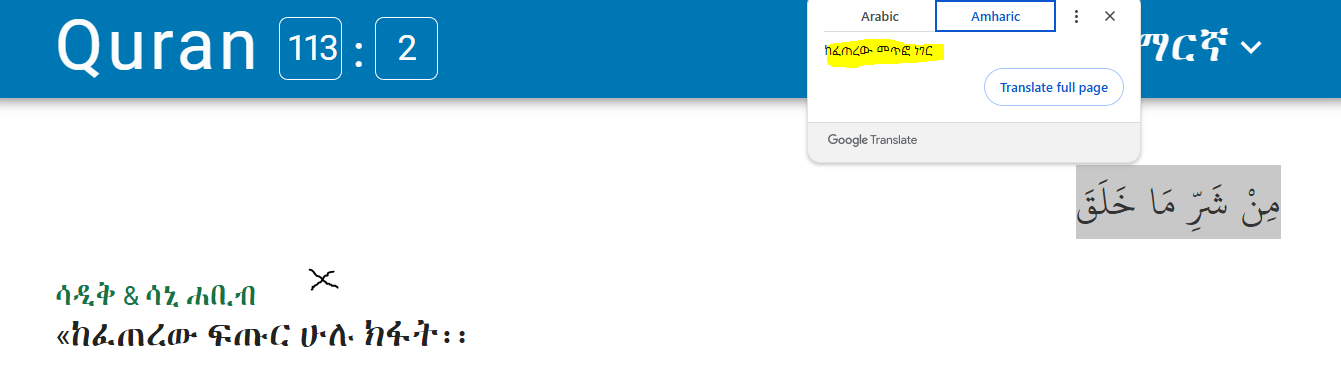 Quran 113 : 2
Arabic Amharic
ከፈጠረው መጥፎ ነገር
Translate full page
Google Translate
ማርኛ
مِنْ شَرِّ مَا خَلَقَ
ሳዲቅ & ሳኒ ሐቢብ
«ከፈጠረው ፍጡር ሁሉ ክፋት፡፡